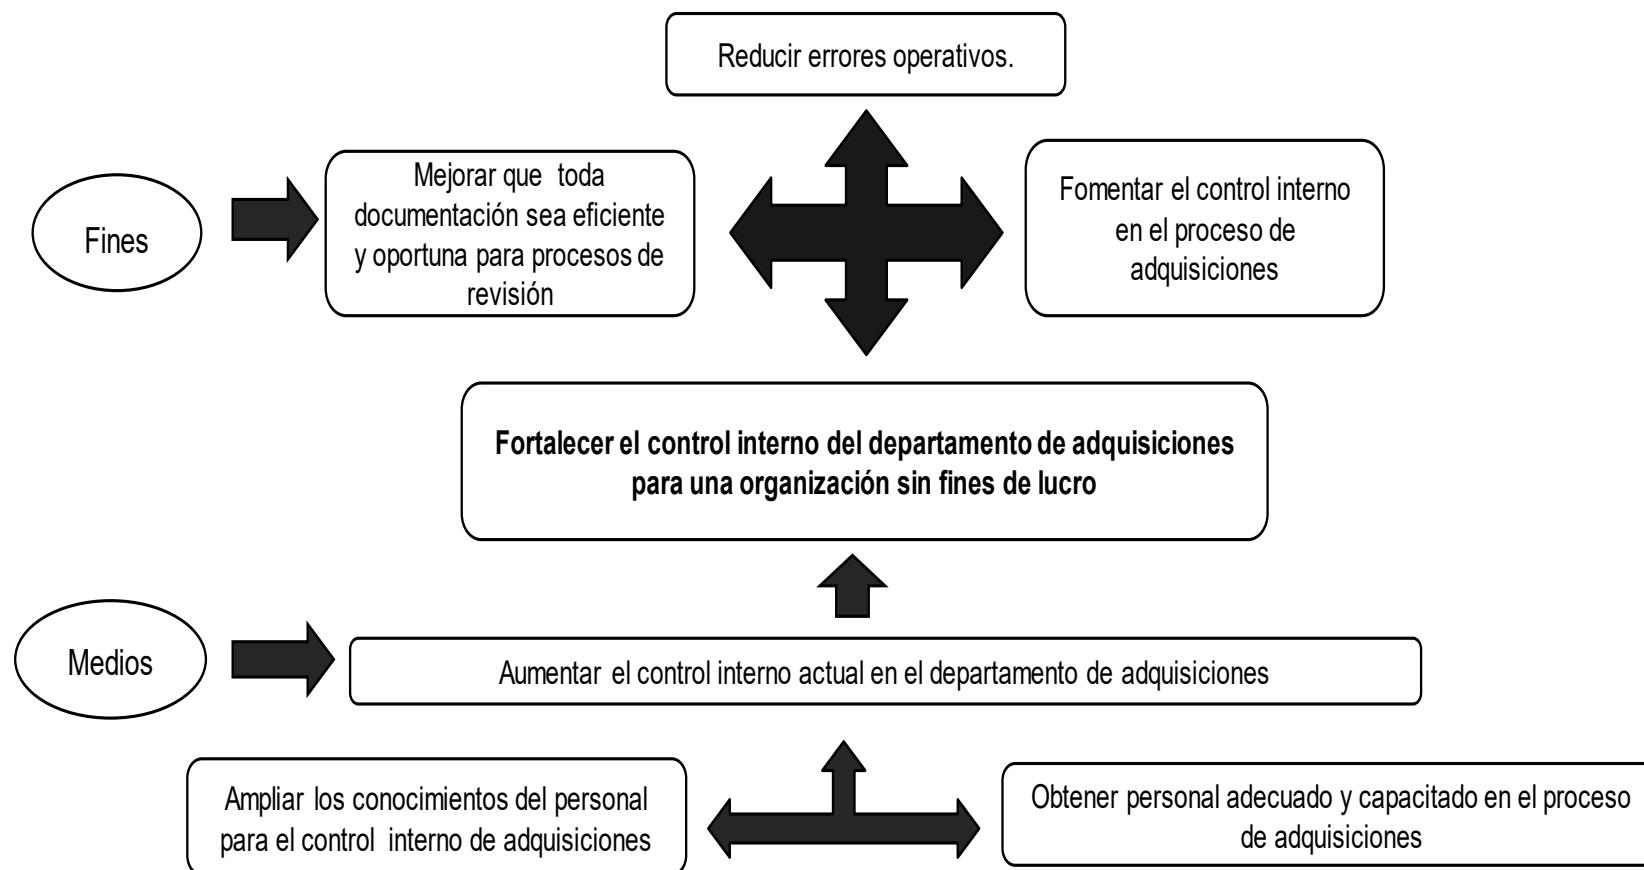 Reducir errores operativos.
Fines
Mejorar que toda
documentación sea eficiente
y oportuna para procesos de
revisión
Fomentar el control interno
en el proceso de
adquisiciones
Fortalecer el control interno del departamento de adquisiciones
para una organización sin fines de lucro
Medios
Aumentar el control interno actual en el departamento de adquisiciones
Ampliar los conocimientos del personal
para el control interno de adquisiciones
Obtener personal adecuado y capacitado en el proceso
de adquisiciones